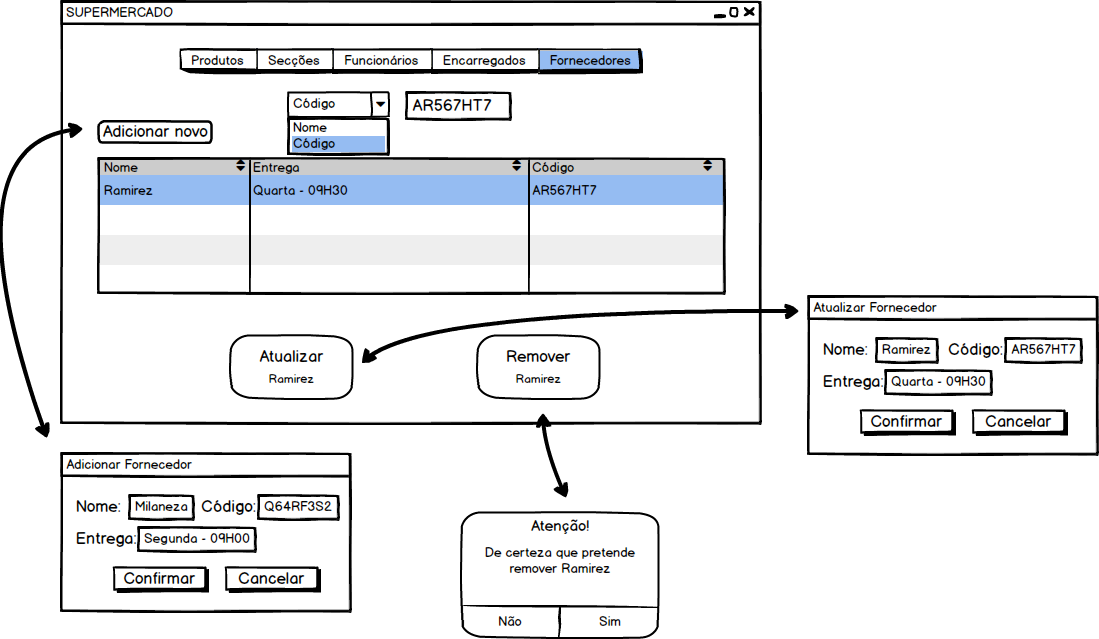 SUPERMERCADO
Produtos Secções Funcionários Encarregados Fornecedores
Código AR567HT7
Nome
Código
Adicionar novo
Nome Entrega Código
Ramirez Quarta - 09H30 AR567HT7
Atualizar
Ramirez
Remover
Ramirez
Atualizar Fornecedor
Nome: Ramirez Código: AR567HT7
Entrega: Quarta - 09H30
Confirmar Cancelar
Adicionar Fornecedor
Nome: Milaneza Código: Q64RF3S2
Entrega: Segunda - 09H00
Confirmar Cancelar
Atenção!
De certeza que pretende
remover Ramirez
Não Sim